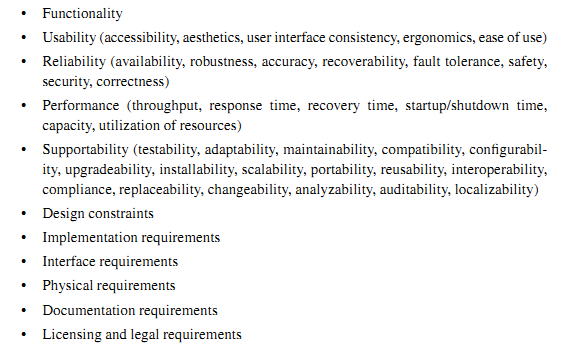 • Functionality
• Usability (accessibility, aesthetics, user interface consistency, ergonomics, ease of use)
• Reliability (availability, robustness, accuracy, recoverability, fault tolerance, safety,
security, correctness)
• Performance (throughput, response time, recovery time, startup/shutdown time,
capacity, utilization of resources)
• Supportability (testability, adaptability, maintainability, compatibility, configurabil-
ity, upgradeability, installability, scalability, portability, reusability, interoperability,
compliance, replaceability, changeability, analyzability, auditability, localizability)
• Design constraints
• Implementation requirements
• Interface requirements
• Physical requirements
• Documentation requirements
• Licensing and legal requirements